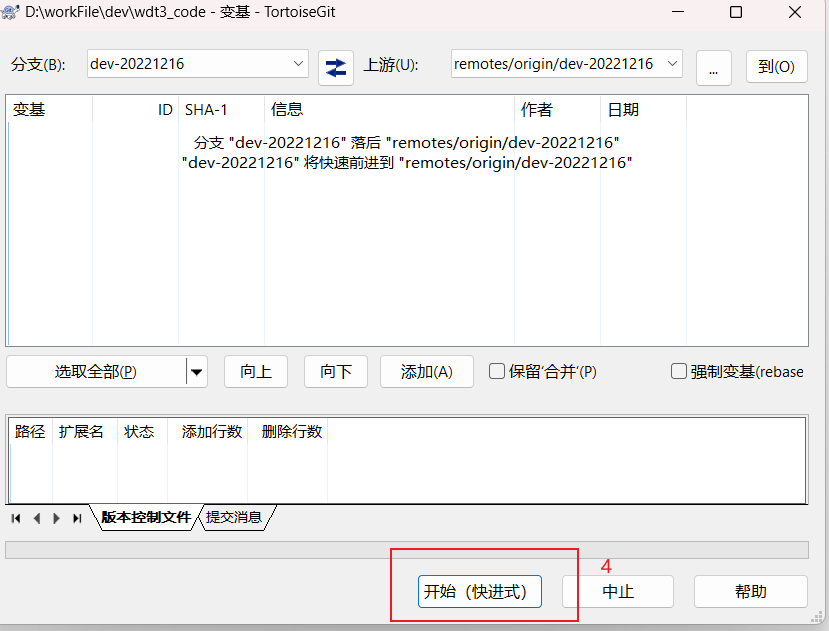 D:\workFile\dev\wdt3_code - 变基 - TortoiseGit
分支(B): dev-20221216 上游(U): remotes/origin/dev-20221216 ... 到(O)
变基 ID SHA-1 信息 作者 日期
分支 "dev-20221216" 落后 "remotes/origin/dev-20221216"
"dev-20221216" 将快速前进到 "remotes/origin/dev-20221216"
选取全部(P) 向上 向下 添加(A) 保留‘合并’(P) 强制变基(rebase
路径 扩展名 状态 添加行数 删除行数
版本控制文件 提交消息
4
开始（快进式） 中止 帮助